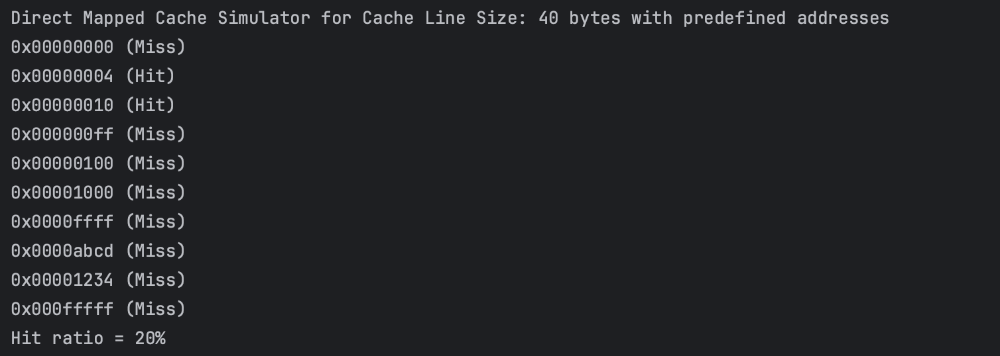 Direct Mapped Cache Simulator for Cache Line Size: 40 bytes with predefined addresses
0x00000000 (Miss)
0x00000004 (Hit)
0x00000010 (Hit)
0x000000ff (Miss)
0x00000100 (Miss)
0x00001000 (Miss)
0x0000ffff (Miss)
0x0000abcd (Miss)
0x00001234 (Miss)
0x000fffff (Miss)
Hit ratio = 20%